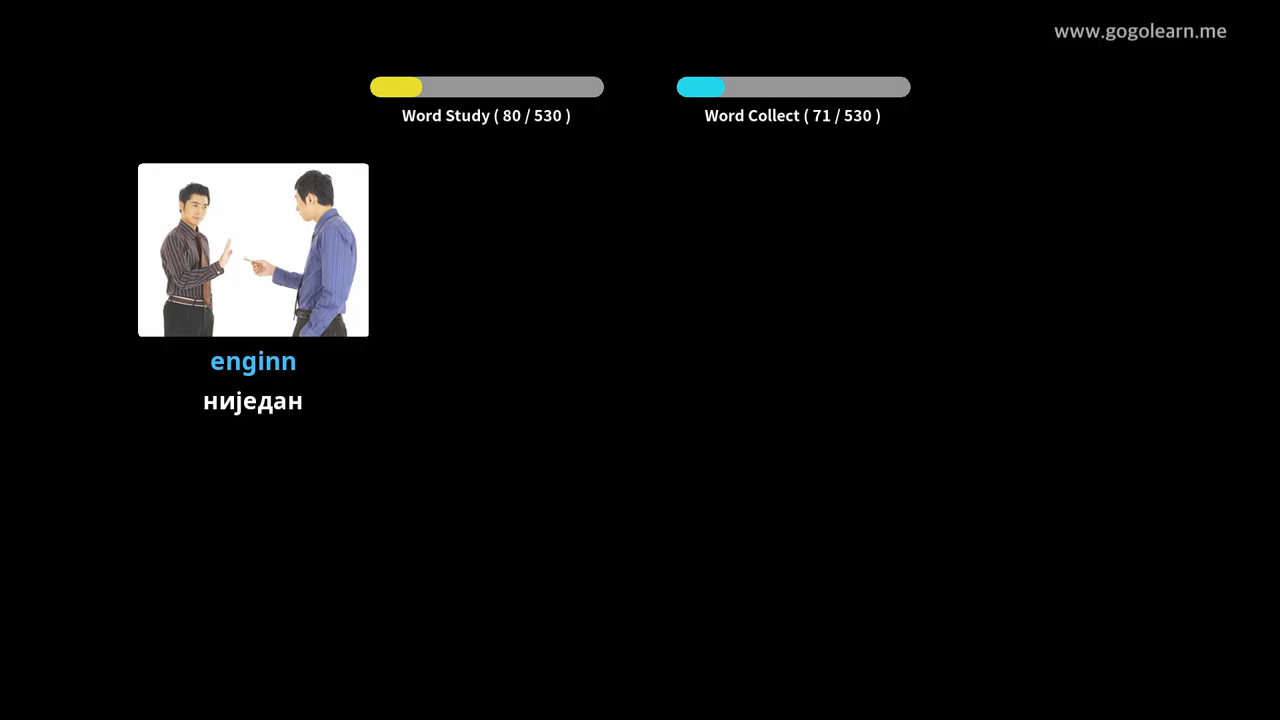 www.gogolearn.me
Word Study ( 80 / 530 )
Word Collect ( 71 / 530 )
enginn
ниједан